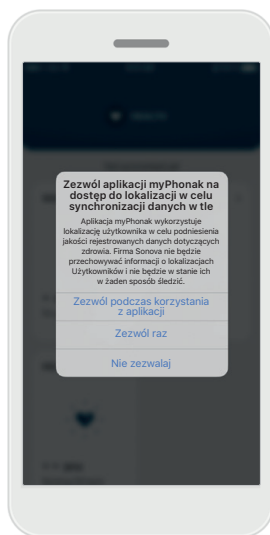 Zezwól aplikacji myPhonak na
dostęp do lokalizacji w celu
synchronizacji danych w tle
Aplikacja myPhonak wykorzystuje
lokalizację użytkownika w celu podniesienia
jakości rejestrowanych danych dotyczących
zdrowia. Firma Sonova nie będzie
przechowywać informacji o lokalizacjach
Użytkowników i nie będzie w stanie ich
w żaden sposób śledzić.
Zezwól podczas korzystania
z aplikacji
Zezwól raz
Nie zezwalaj